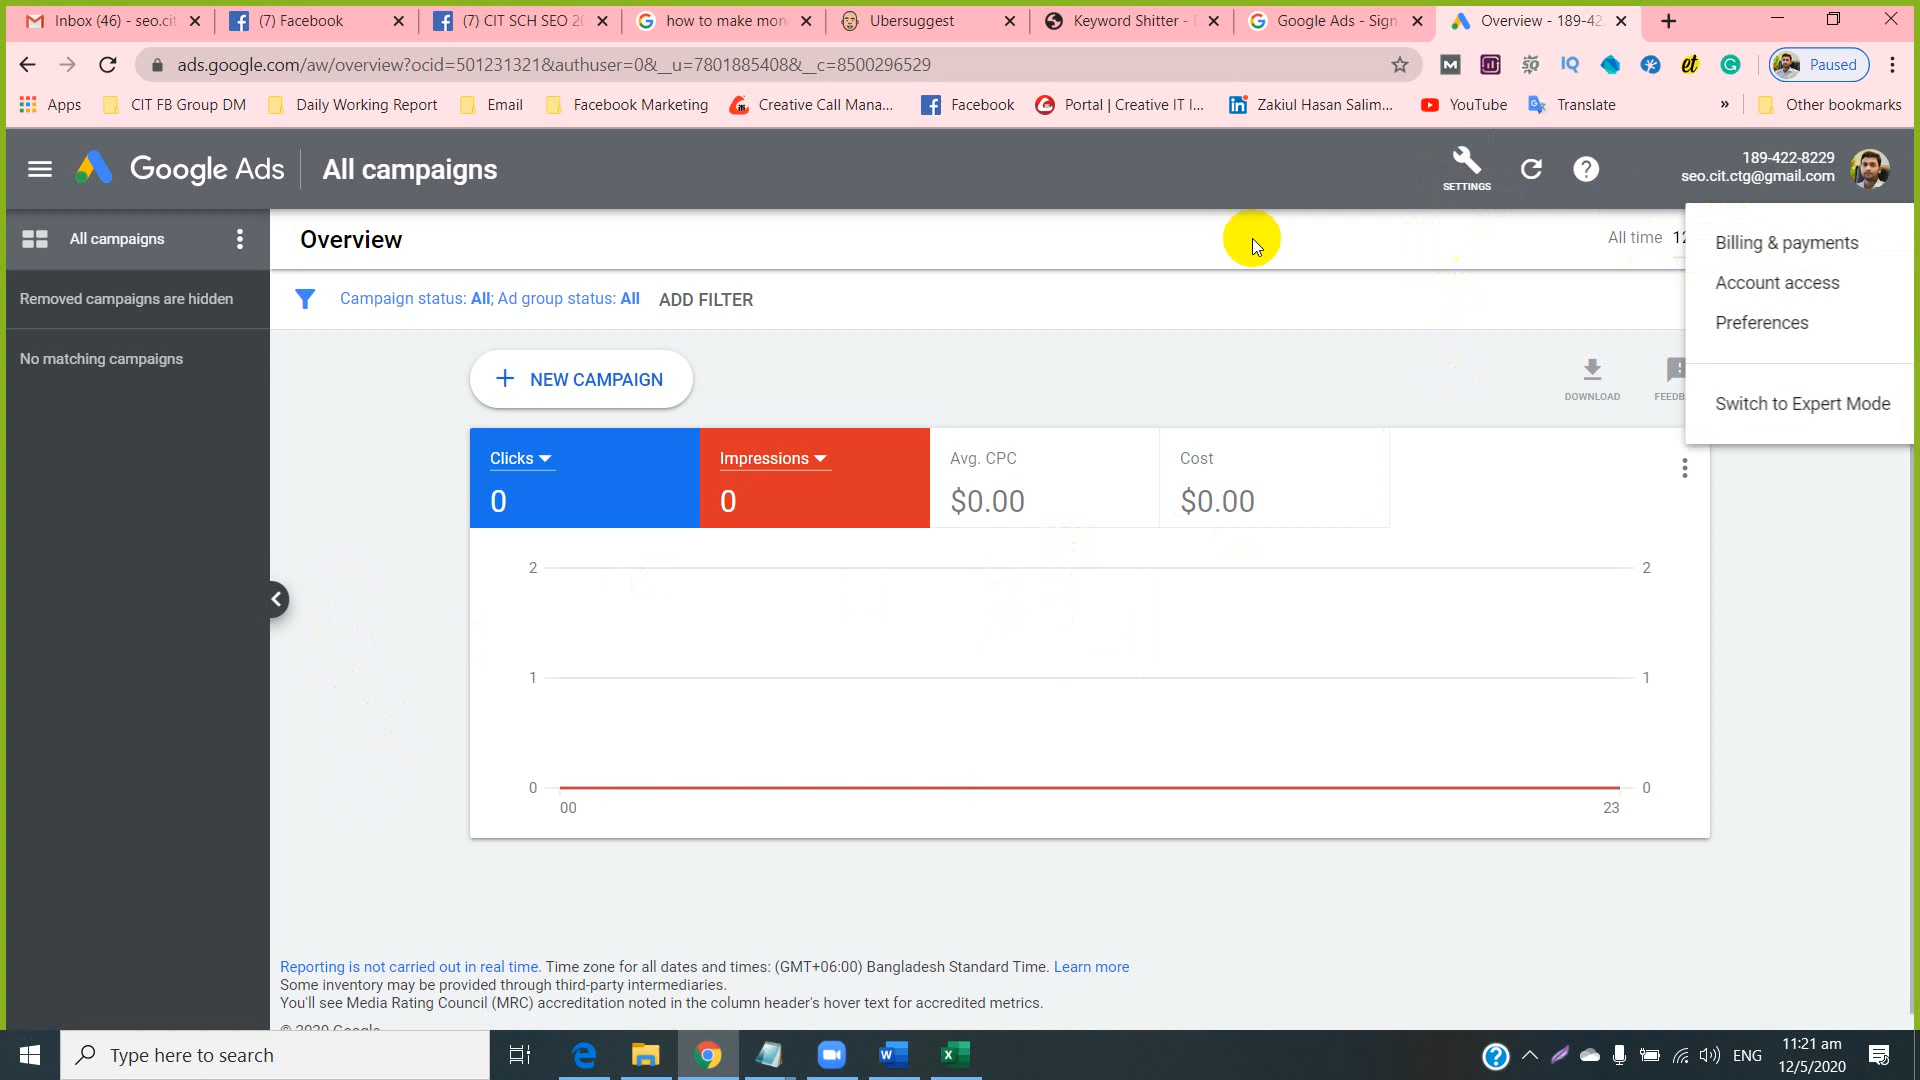 Inbox (46) - seo.cit
(7) Facebook
(7) CIT SCH SEO 20
how to make mon
Ubersuggest
Keyword Shitter -
Google Ads - Sign
Overview - 189-42
ads.google.com/aw/overview?ocid=501231321&authuser=0&__u=7801885408&__c=8500296529
Paused
Apps
CIT FB Group DM
Daily Working Report
Email
Facebook Marketing
Creative Call Mana...
Facebook
Portal | Creative IT I...
Zakiul Hasan Salim...
YouTube
Translate
»
Other bookmarks
Google Ads
All campaigns
SETTINGS
189-422-8229
seo.cit.ctg@gmail.com
All campaigns
Overview
All time 12
Billing & payments
Account access
Preferences
Switch to Expert Mode
Removed campaigns are hidden
Campaign status: All; Ad group status: All
ADD FILTER
No matching campaigns
+ NEW CAMPAIGN
DOWNLOAD
FEEDB
Clicks
0
Impressions
0
Avg. CPC
$0.00
Cost
$0.00
2
2
1
1
0
0
00
23
Reporting is not carried out in real time. Time zone for all dates and times: (GMT+06:00) Bangladesh Standard Time. Learn more
Some inventory may be provided through third-party intermediaries.
You'll see Media Rating Council (MRC) accreditation noted in the column header's hover text for accredited metrics.
© 2020 Google
Type here to search
ENG
11:21 am
12/5/2020